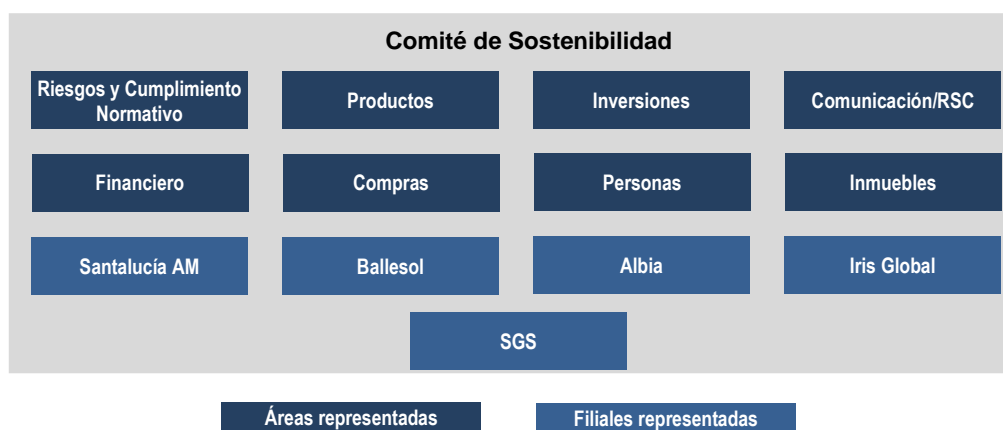 Comité de Sostenibilidad
Riesgos y Cumplimiento
Normativo
Productos
Inversiones
Comunicación/RSC
Financiero
Compras
Personas
Inmuebles
Santalucía AM
Ballesol
Albia
Iris Global
SGS
Áreas representadas
Filiales representadas